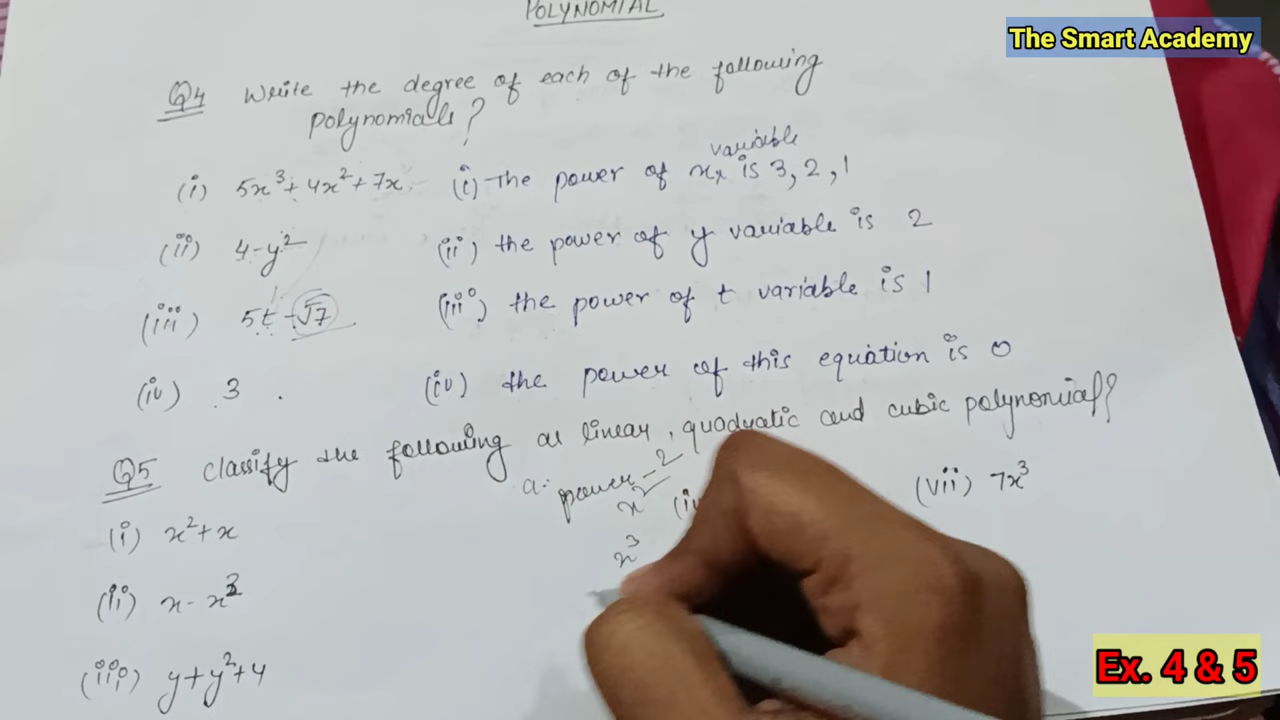 POLYNOMIAL
The Smart Academy
Q4 Write the degree of each of the following
polynomials?
variable
(i) 5x³ + 4x² + 7x (i) The power of x, is 3, 2, 1
(ii) 4 - y² (ii) the power of y variable is 2
(iii) 5t - √7 (iii) the power of t variable is 1
(iv) 3 . (iv) the power of this equation is 0
Q5 Classify the following as linear, quadratic and cubic polynomial?
a. power - 2
x² (iv (vii) 7x³
(i) x² + x
x³
(ii) x - x³
(iii) y + y² + 4
Ex. 4 & 5